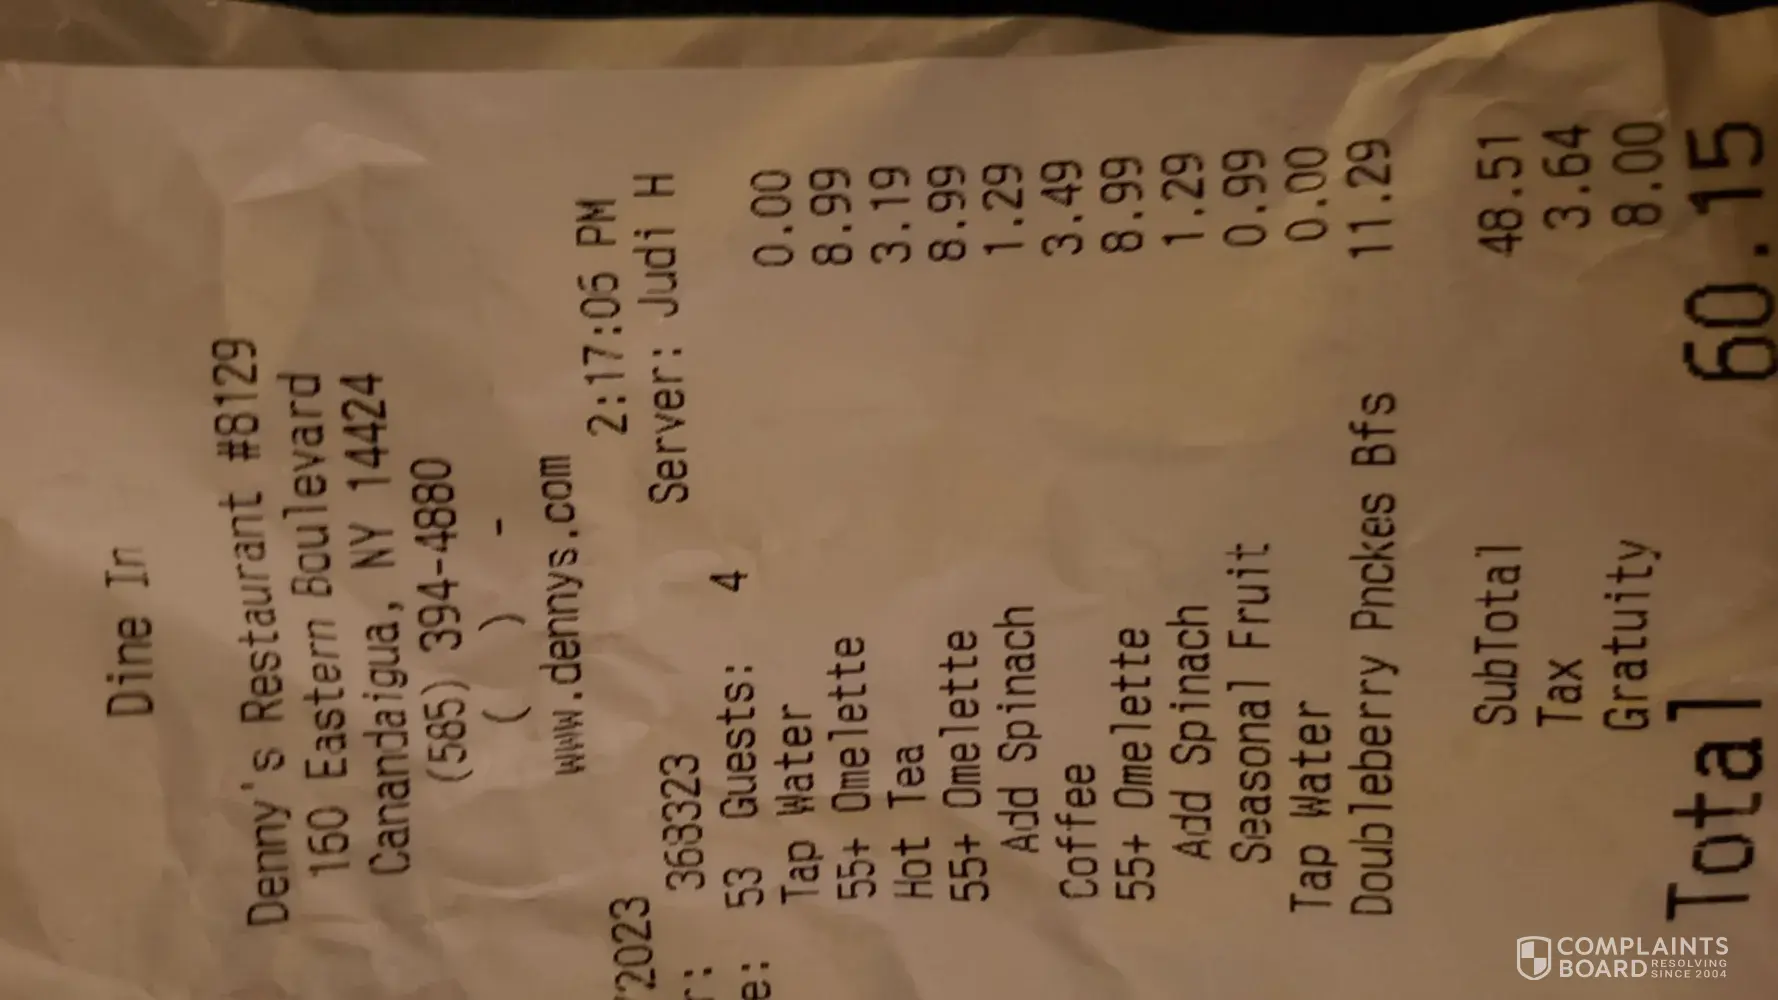 Dine In
Denny's Restaurant #8129
160 Eastern Boulevard
Canandaigua, NY 14424
(585) 394-4880
( ) -
www.dennys.com
/2023 2:17:06 PM
r: 368323 Server: Judi H
e: 53 Guests: 4
Tap Water 0.00
55+ Omelette 8.99
Hot Tea 3.19
55+ Omelette 8.99
Add Spinach 1.29
Coffee 3.49
55+ Omelette 8.99
Add Spinach 1.29
Seasonal Fruit 0.99
Tap Water 0.00
Doubleberry Pnckes Bfs 11.29
SubTotal 48.51
Tax 3.64
Gratuity 8.00
Total 60.15
COMPLAINTS
BOARD RESOLVING SINCE 2004